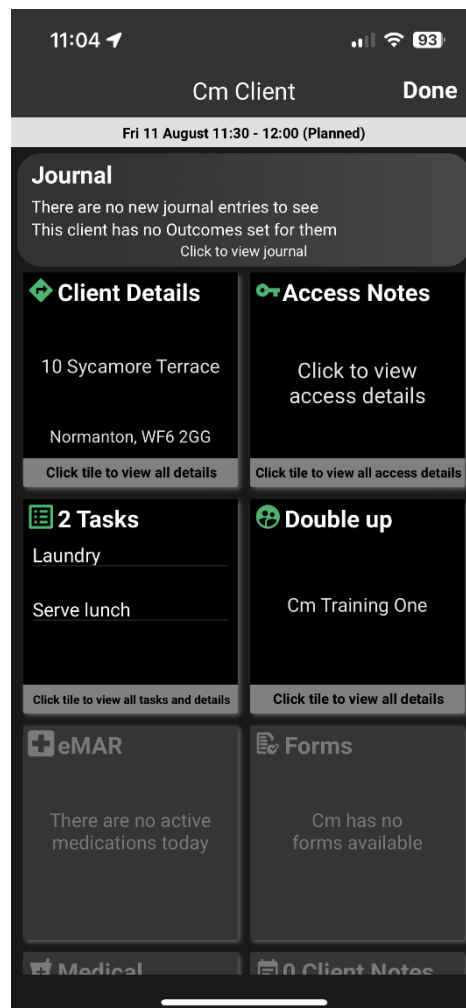 11:04
93
Cm Client
Done
Fri 11 August 11:30 - 12:00 (Planned)
Journal
There are no new journal entries to see
This client has no Outcomes set for them
Click to view journal
Client Details
10 Sycamore Terrace
Normanton, WF6 2GG
Click tile to view all details
Access Notes
Click to view
access details
Click tile to view all access details
2 Tasks
Laundry
Serve lunch
Click tile to view all tasks and details
Double up
Cm Training One
Click tile to view all details
eMAR
There are no active
medications today
Forms
Cm has no
forms available
Medical
0 Client Notes